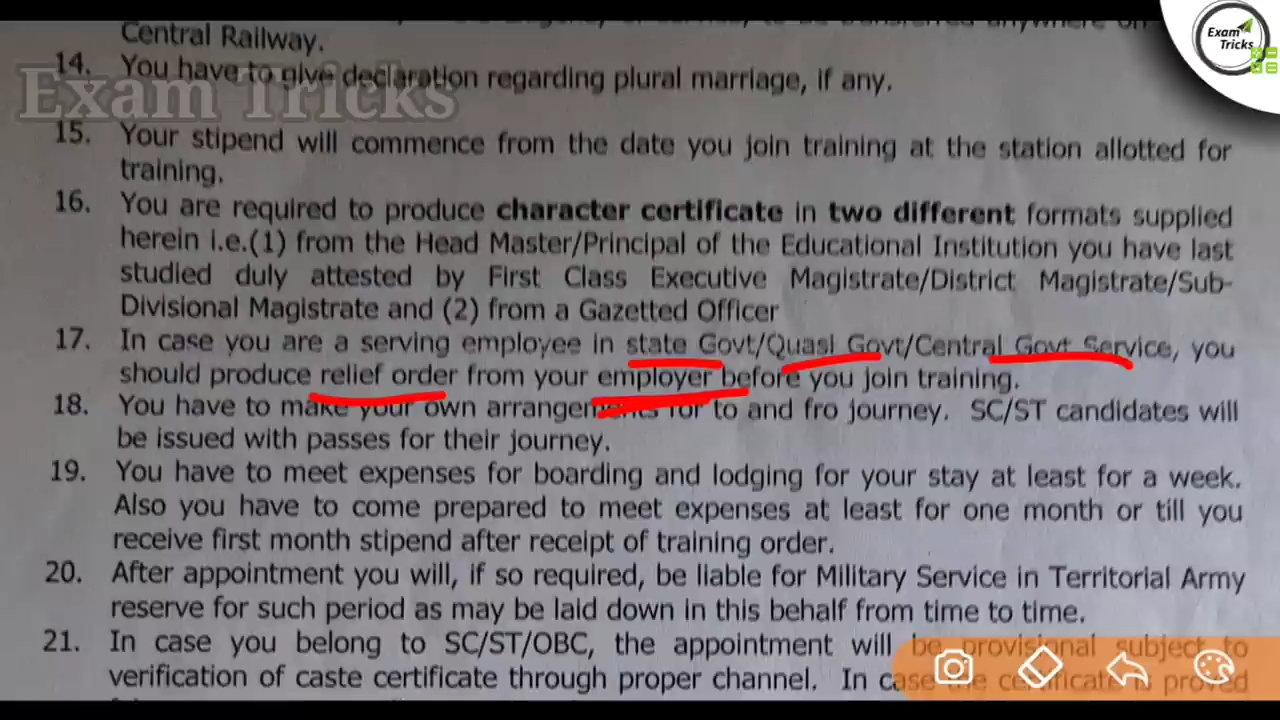 transferred anywhere on
Central Railway.
14. You have to give declaration regarding plural marriage, if any.
Exam Tricks
Exam Tricks
15. Your stipend will commence from the date you join training at the station allotted for
training.
16. You are required to produce character certificate in two different formats supplied
herein i.e.(1) from the Head Master/Principal of the Educational Institution you have last
studied duly attested by First Class Executive Magistrate/District Magistrate/Sub-
Divisional Magistrate and (2) from a Gazetted Officer
17. In case you are a serving employee in state Govt/Quasi Govt/Central Govt Service, you
should produce relief order from your employer before you join training.
18. You have to make your own arrangements for to and fro journey. SC/ST candidates will
be issued with passes for their journey.
19. You have to meet expenses for boarding and lodging for your stay at least for a week.
Also you have to come prepared to meet expenses at least for one month or till you
receive first month stipend after receipt of training order.
20. After appointment you will, if so required, be liable for Military Service in Territorial Army
reserve for such period as may be laid down in this behalf from time to time.
21. In case you belong to SC/ST/OBC, the appointment will be provisional subject to
verification of caste certificate through proper channel. In case the certificate is proved